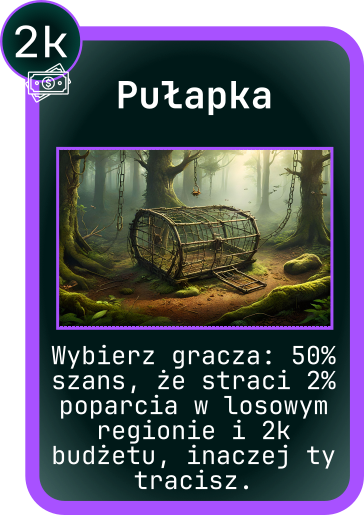 2k
Pułapka
Wybierz gracza: 50%
szans, że straci 2%
poparcia w losowym
regionie i 2k
budżetu, inaczej ty
tracisz.